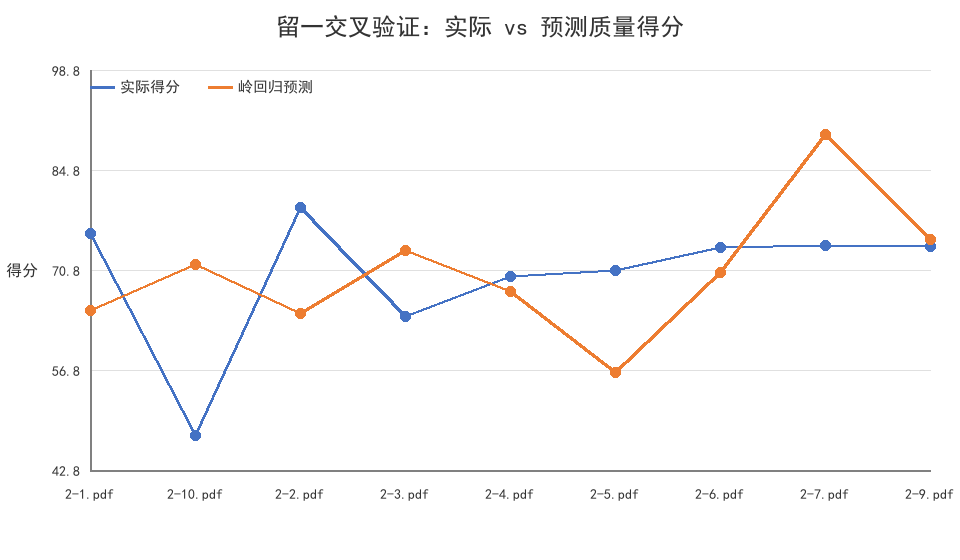 留一交叉验证：实际 vs 预测质量得分
实际得分 岭回归预测
得分
98.8
84.8
70.8
56.8
42.8
2-1.pdf 2-10.pdf 2-2.pdf 2-3.pdf 2-4.pdf 2-5.pdf 2-6.pdf 2-7.pdf 2-9.pdf